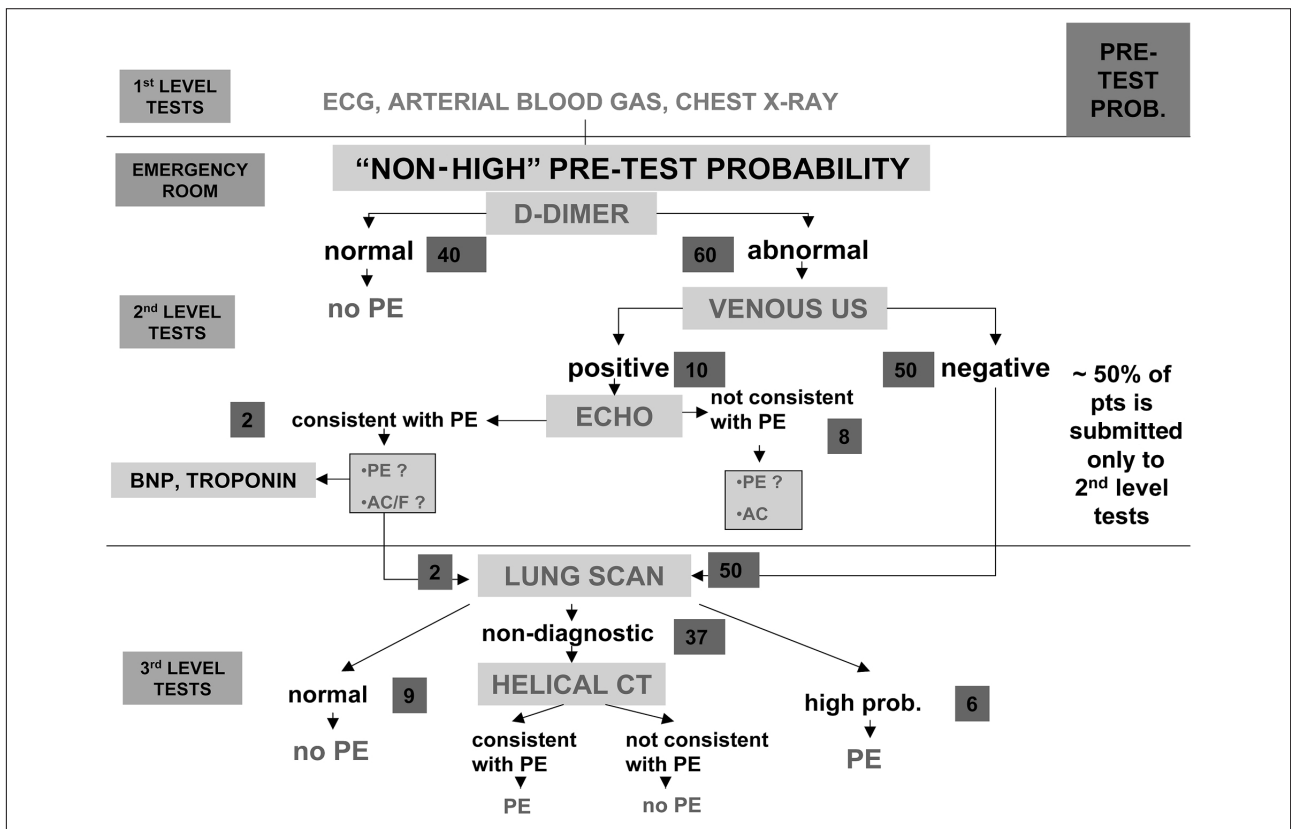 PRE-
TEST
PROB.
1st LEVEL
TESTS
ECG, ARTERIAL BLOOD GAS, CHEST X-RAY
EMERGENCY
ROOM
“NON-HIGH” PRE-TEST PROBABILITY
D-DIMER
normal
40
60
abnormal
no PE
2nd LEVEL
TESTS
VENOUS US
positive
10
50
negative
~ 50% of
pts is
submitted
only to
2nd level
tests
2
consistent with PE
ECHO
not consistent
with PE
8
BNP, TROPONIN
•PE ?
•AC/F ?
•PE ?
•AC
2
LUNG SCAN
50
non-diagnostic
37
3rd LEVEL
TESTS
normal
9
no PE
HELICAL CT
high prob.
6
PE
consistent
with PE
not consistent
with PE
PE
no PE